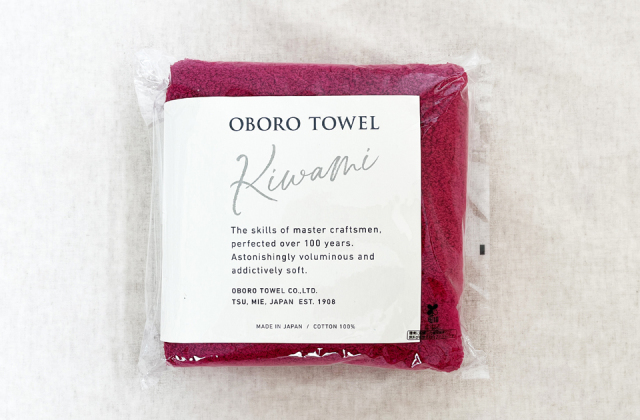 OBORO TOWEL
Kiwami
The skills of master craftsmen,
perfected over 100 years.
Astonishingly voluminous and
addictively soft.
OBORO TOWEL CO.,LTD.
TSU, MIE, JAPAN EST. 1908
MADE IN JAPAN / COTTON 100%